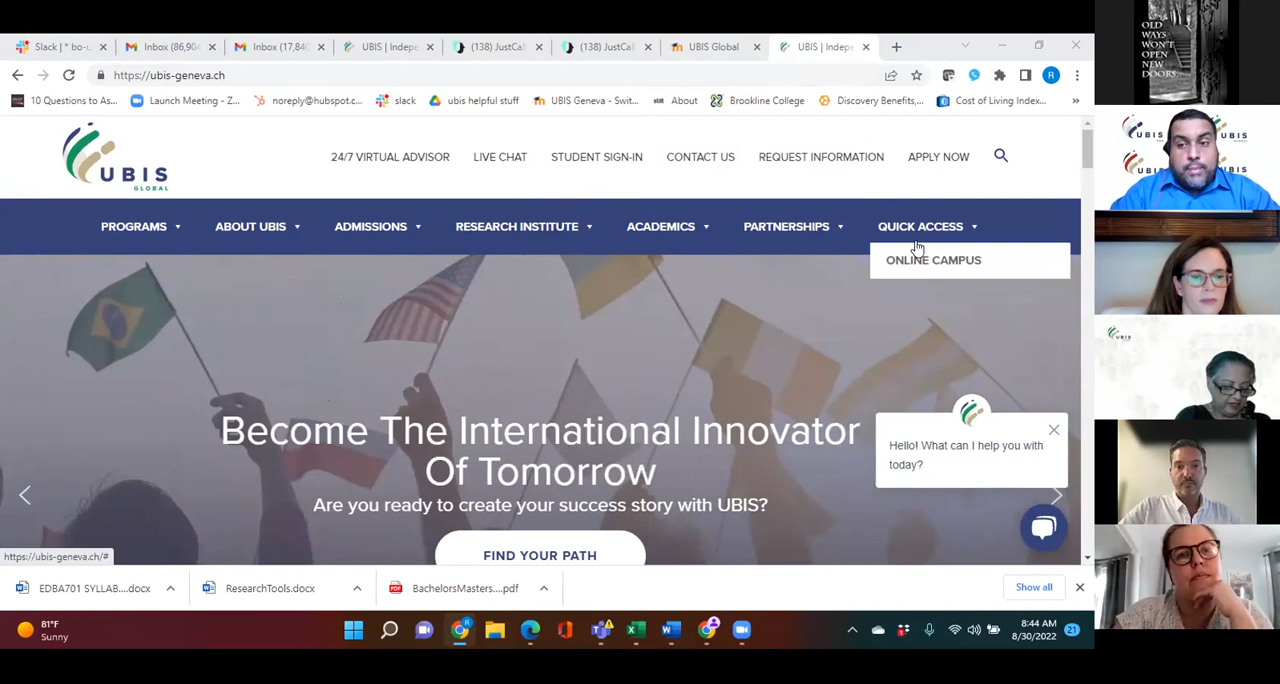 Slack | * bo-u
Inbox (86,904
Inbox (17,840
UBIS | Indepe
(138) JustCal
(138) JustCal
UBIS Global
UBIS | Indepe
https://ubis-geneva.ch
10 Questions to As...
Launch Meeting - Z...
noreply@hubspot.c...
slack
ubis helpful stuff
UBIS Geneva - Swit...
About
Brookline College
Discovery Benefits,...
Cost of Living Index...
UBIS
GLOBAL
24/7 VIRTUAL ADVISOR
LIVE CHAT
STUDENT SIGN-IN
CONTACT US
REQUEST INFORMATION
APPLY NOW
PROGRAMS
ABOUT UBIS
ADMISSIONS
RESEARCH INSTITUTE
ACADEMICS
PARTNERSHIPS
QUICK ACCESS
ONLINE CAMPUS
Become The International Innovator
Of Tomorrow
Are you ready to create your success story with UBIS?
FIND YOUR PATH
Hello! What can I help you with
today?
https://ubis-geneva.ch/#
EDBA701 SYLLAB....docx
ResearchTools.docx
BachelorsMasters....pdf
Show all
81°F
Sunny
8:44 AM
8/30/2022
21
OLD
WAYS
WON'T
OPEN
NEW
DOORS.
UBIS
UBIS
UBIS